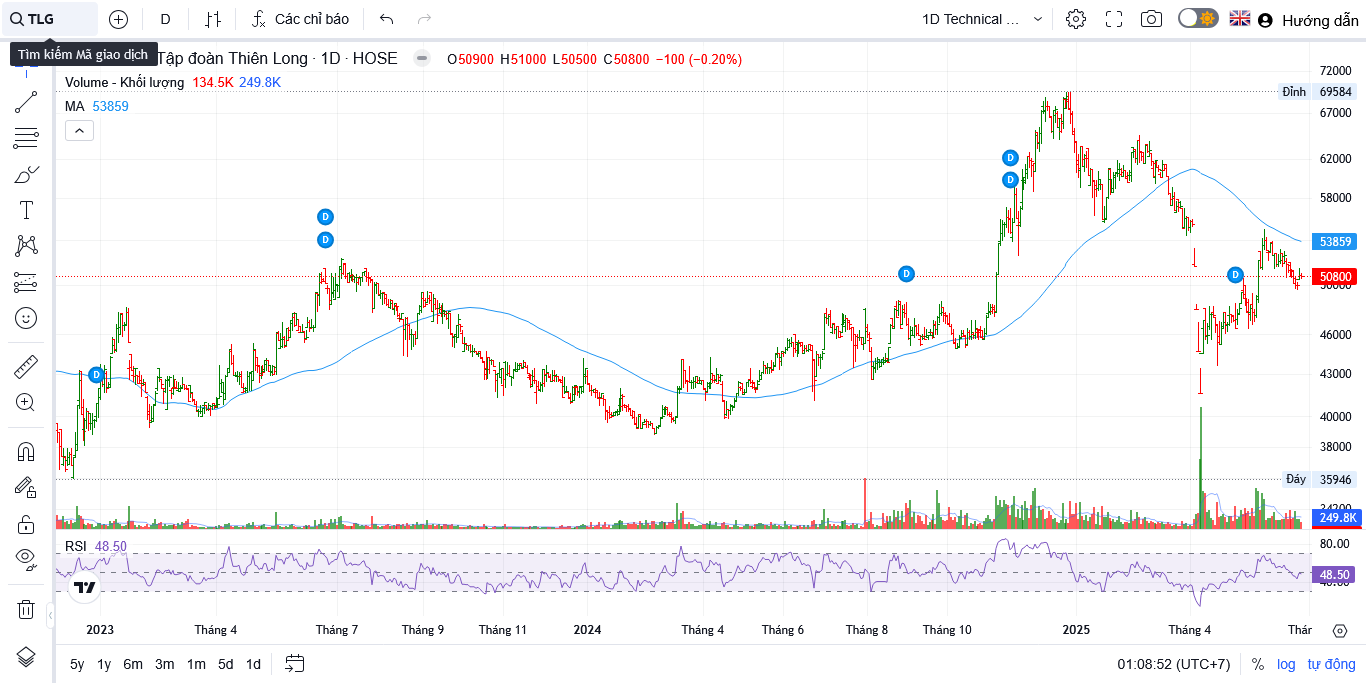 TLG D Các chỉ báo 1D Technical ... Hướng dẫn
Tìm kiếm Mã giao dịch
Tập đoàn Thiên Long · 1D · HOSE O50900 H51000 L50500 C50800 −100 (−0.20%)
Volume - Khối lượng 134.5K 249.8K
MA 53859
72000
Đỉnh 69584
67000
62000
D
D
58000
D
D
53859
D
D
50800
46000
D
43000
40000
38000
Đáy 35946
249.8K
RSI 48.50
80.00
48.50
2023 Tháng 4 Tháng 7 Tháng 9 Tháng 11 2024 Tháng 4 Tháng 6 Tháng 8 Tháng 10 2025 Tháng 4 Thár
5y 1y 6m 3m 1m 5d 1d 01:08:52 (UTC+7) % log tự động